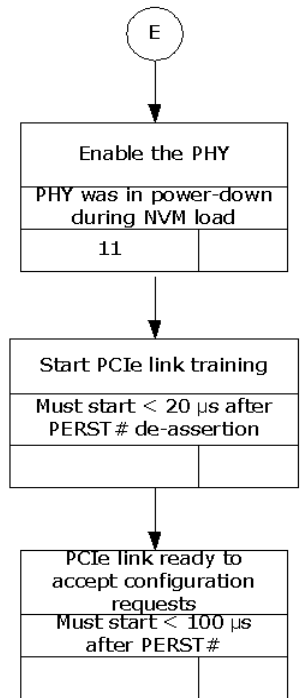 E
Enable the PHY
PHY was in power-down
during NVM load
11
Start PCIe link training
Must start < 20 µs after
PERST# de-assertion
PCIe link ready to
accept configuration
requests
Must start < 100 µs
after PERST#